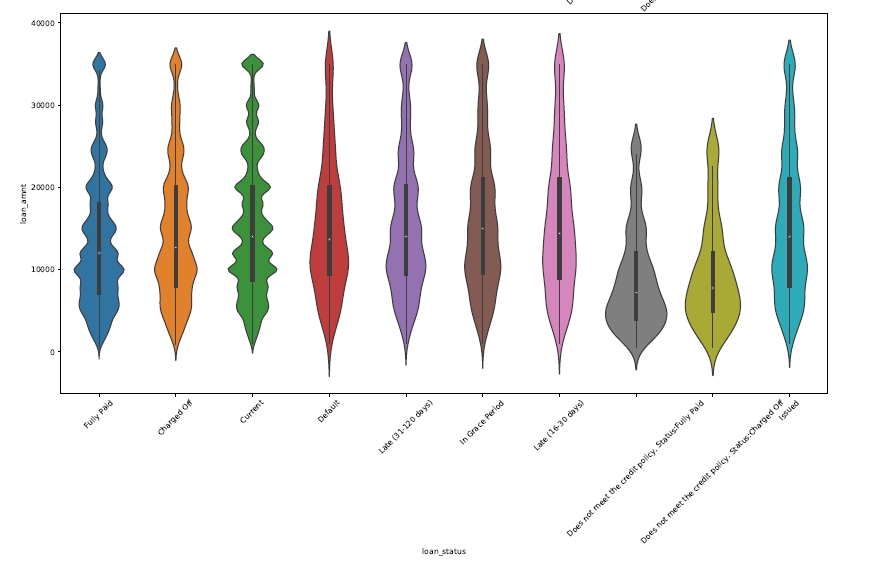 40000
30000
20000
10000
0
loan_amnt
Fully Paid
Charged Off
Current
Default
Late (31-120 days)
In Grace Period
Late (16-30 days)
Does not meet the credit policy. Status:Fully Paid
Does not meet the credit policy. Status:Charged Off
Issued
loan_status